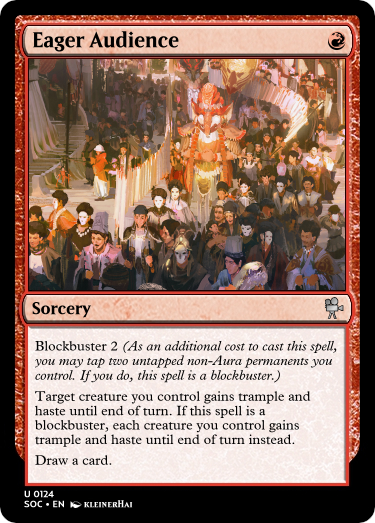 Eager Audience
Sorcery
Blockbuster 2 (As an additional cost to cast this spell,
you may tap two untapped non-Aura permanents you
control. If you do, this spell is a blockbuster.)
Target creature you control gains trample and
haste until end of turn. If this spell is a
blockbuster, each creature you control gains
trample and haste until end of turn instead.
Draw a card.
U 0124
SOC • EN KLEINERHAI